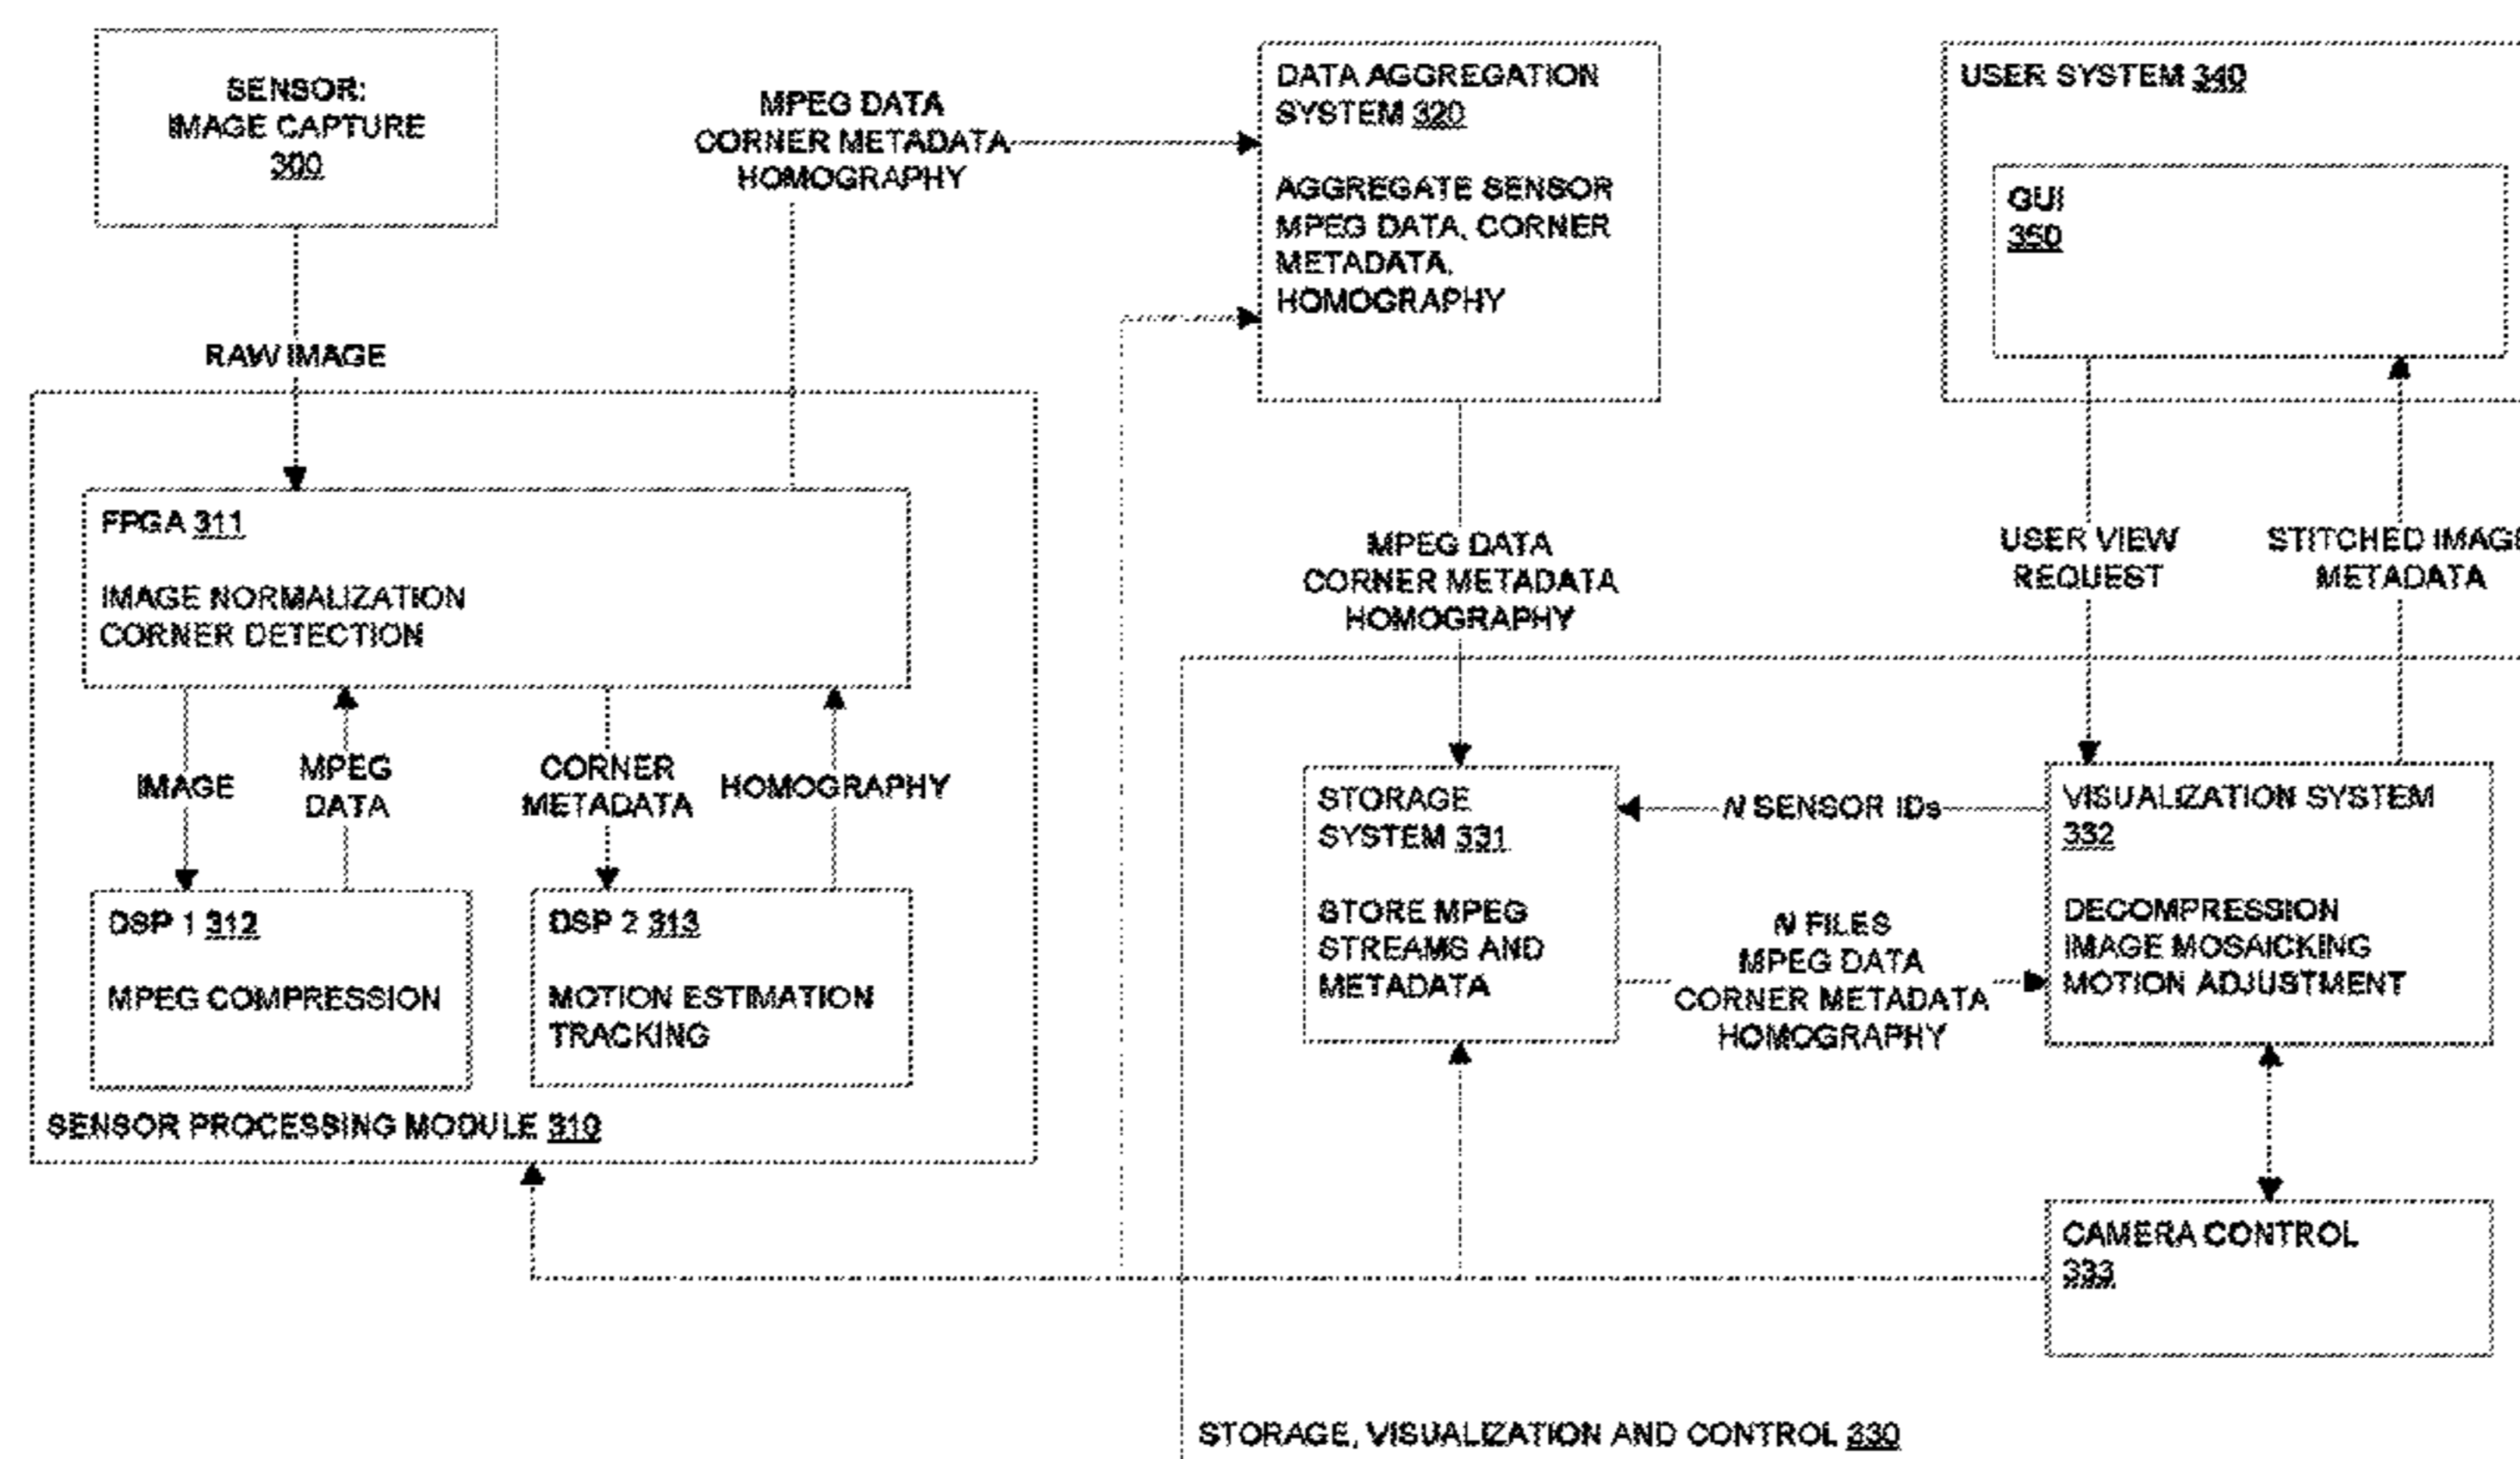 SENSOR:
IMAGE CAPTURE
300
RAW IMAGE
MPEG DATA
CORNER METADATA
HOMOGRAPHY
DATA AGGREGATION
SYSTEM 320
AGGREGATE SENSOR
MPEG DATA, CORNER
METADATA,
HOMOGRAPHY
USER SYSTEM 340
GUI
350
FPGA 311
IMAGE NORMALIZATION
CORNER DETECTION
IMAGE
MPEG
DATA
CORNER
METADATA
HOMOGRAPHY
DSP 1 312
MPEG COMPRESSION
DSP 2 313
MOTION ESTIMATION
TRACKING
SENSOR PROCESSING MODULE 310
MPEG DATA
CORNER METADATA
HOMOGRAPHY
USER VIEW
REQUEST
STITCHED IMAGE
METADATA
STORAGE
SYSTEM 331
STORE MPEG
STREAMS AND
METADATA
N SENSOR IDs
N FILES
MPEG DATA
CORNER METADATA
HOMOGRAPHY
VISUALIZATION SYSTEM
332
DECOMPRESSION
IMAGE MOSAICKING
MOTION ADJUSTMENT
CAMERA CONTROL
333
STORAGE, VISUALIZATION AND CONTROL 330